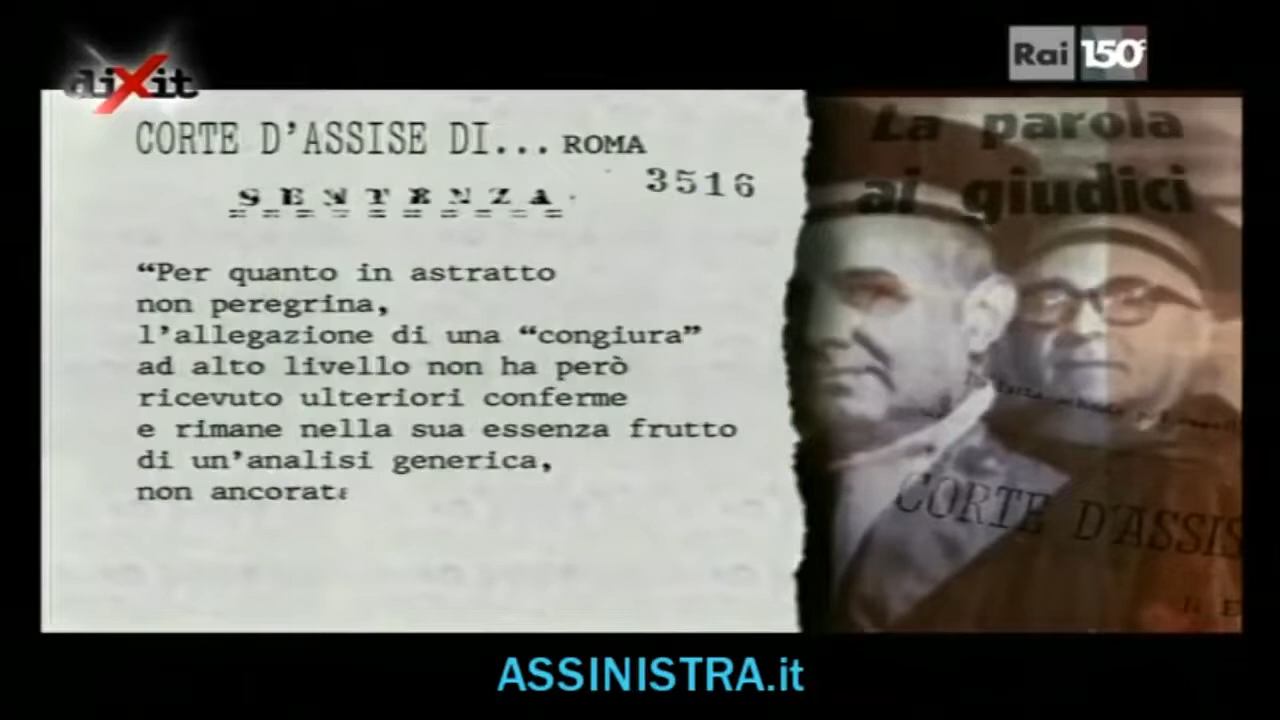 diXit
Rai 150°
CORTE D'ASSISE DI... ROMA
3516
SENTENZA
“Per quanto in astratto
non peregrina,
l'allegazione di una “congiura”
ad alto livello non ha però
ricevuto ulteriori conferme
e rimane nella sua essenza frutto
di un'analisi generica,
non ancorata
La parola
ai giudici
CORTE D'ASSIS
ASSINISTRA.it